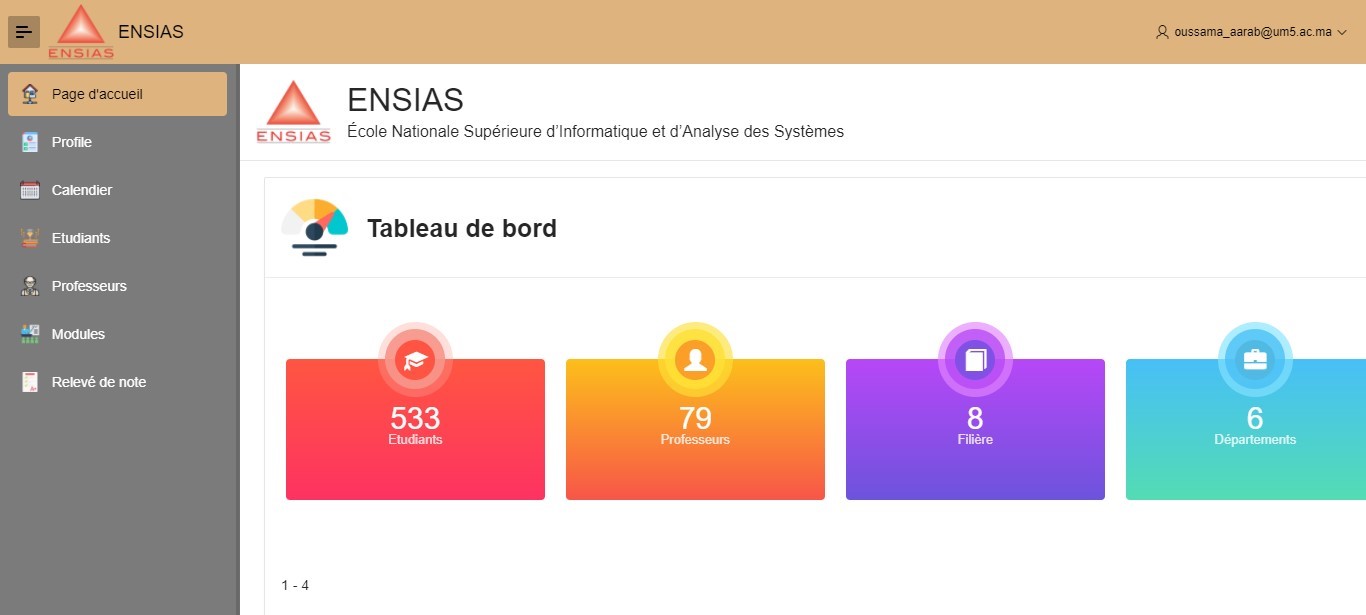 ENSIAS
ENSIAS
oussama_aarab@um5.ac.ma
Page d'accueil
Profile
Calendier
Etudiants
Professeurs
Modules
Relevé de note
ENSIAS
ENSIAS
École Nationale Supérieure d’Informatique et d’Analyse des Systèmes
Tableau de bord
533
Etudiants
79
Professeurs
8
Filière
6
Départements
1 - 4